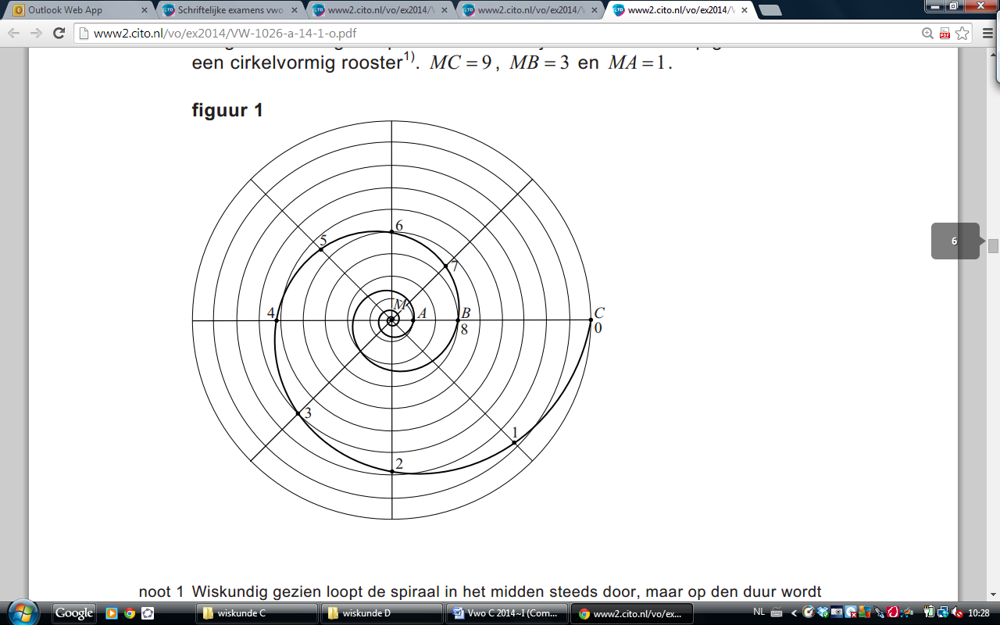 Outlook Web App
Schriftelijke examens vwo
www2.cito.nl/vo/ex2014/
www2.cito.nl/vo/ex2014/
www2.cito.nl/vo/ex2014/
www2.cito.nl/vo/ex2014/VW-1026-a-14-1-o.pdf
een cirkelvormig rooster1). MC = 9, MB = 3 en MA = 1.
figuur 1
6
5
7
M
4
A
B
C
8
0
3
1
2
6
noot 1 Wiskundig gezien loopt de spiraal in het midden steeds door, maar op den duur wordt
Google
wiskunde C
wiskunde D
Vwo C 2014~I (Com...
www2.cito.nl/vo/ex...
NL
10:28